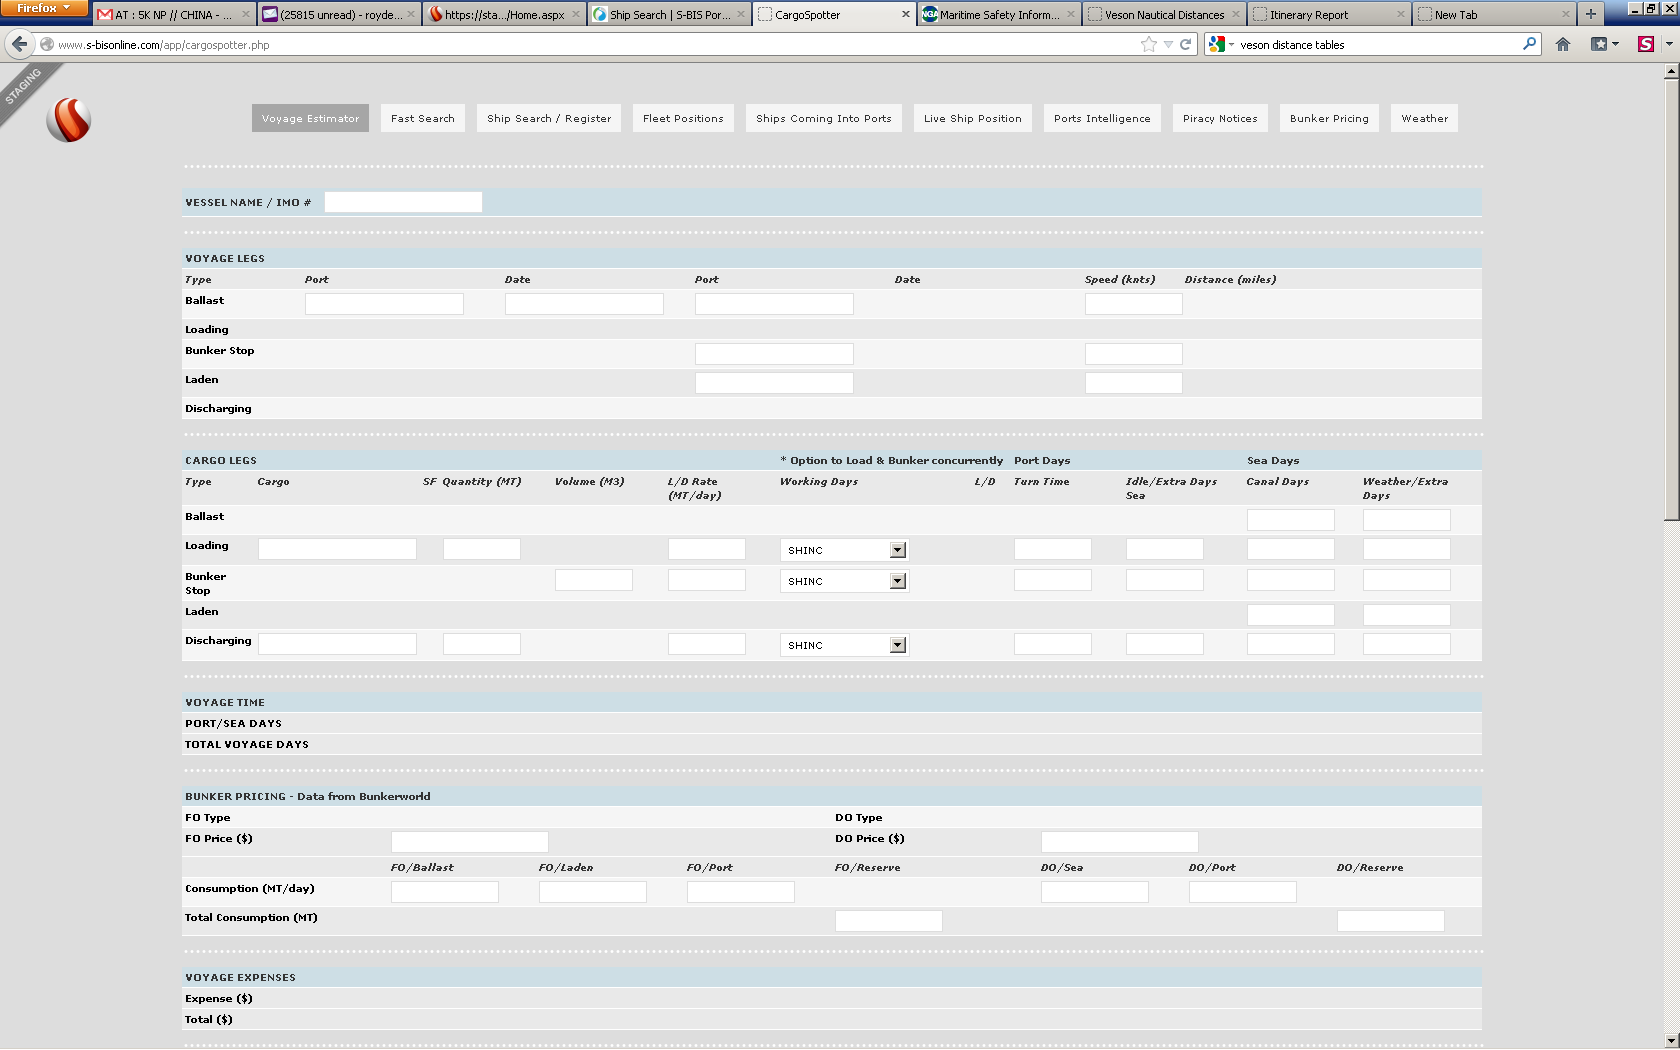 Firefox
AT : 5K NP // CHINA - ...
(25815 unread) - royde...
https://sta.../Home.aspx
Ship Search | S-BIS Por...
CargoSpotter
Maritime Safety Inform...
Veson Nautical Distances
Itinerary Report
New Tab
www.s-bisonline.com/app/cargospotter.php
veson distance tables
STAGING
Voyage Estimator
Fast Search
Ship Search / Register
Fleet Positions
Ships Coming Into Ports
Live Ship Position
Ports Intelligence
Piracy Notices
Bunker Pricing
Weather
VESSEL NAME / IMO #
VOYAGE LEGS
Type Port Date Port Date Speed (knts) Distance (miles)
Ballast
Loading
Bunker Stop
Laden
Discharging
CARGO LEGS * Option to Load & Bunker concurrently Port Days Sea Days
Type Cargo SF Quantity (MT) Volume (M3) L/D Rate Working Days L/D Turn Time Idle/Extra Days Canal Days Weather/Extra
(MT/day) Sea Days
Ballast
Loading SHINC
Bunker SHINC
Stop
Laden
Discharging SHINC
VOYAGE TIME
PORT/SEA DAYS
TOTAL VOYAGE DAYS
BUNKER PRICING - Data from Bunkerworld
FO Type DO Type
FO Price ($) DO Price ($)
FO/Ballast FO/Laden FO/Port FO/Reserve DO/Sea DO/Port DO/Reserve
Consumption (MT/day)
Total Consumption (MT)
VOYAGE EXPENSES
Expense ($)
Total ($)